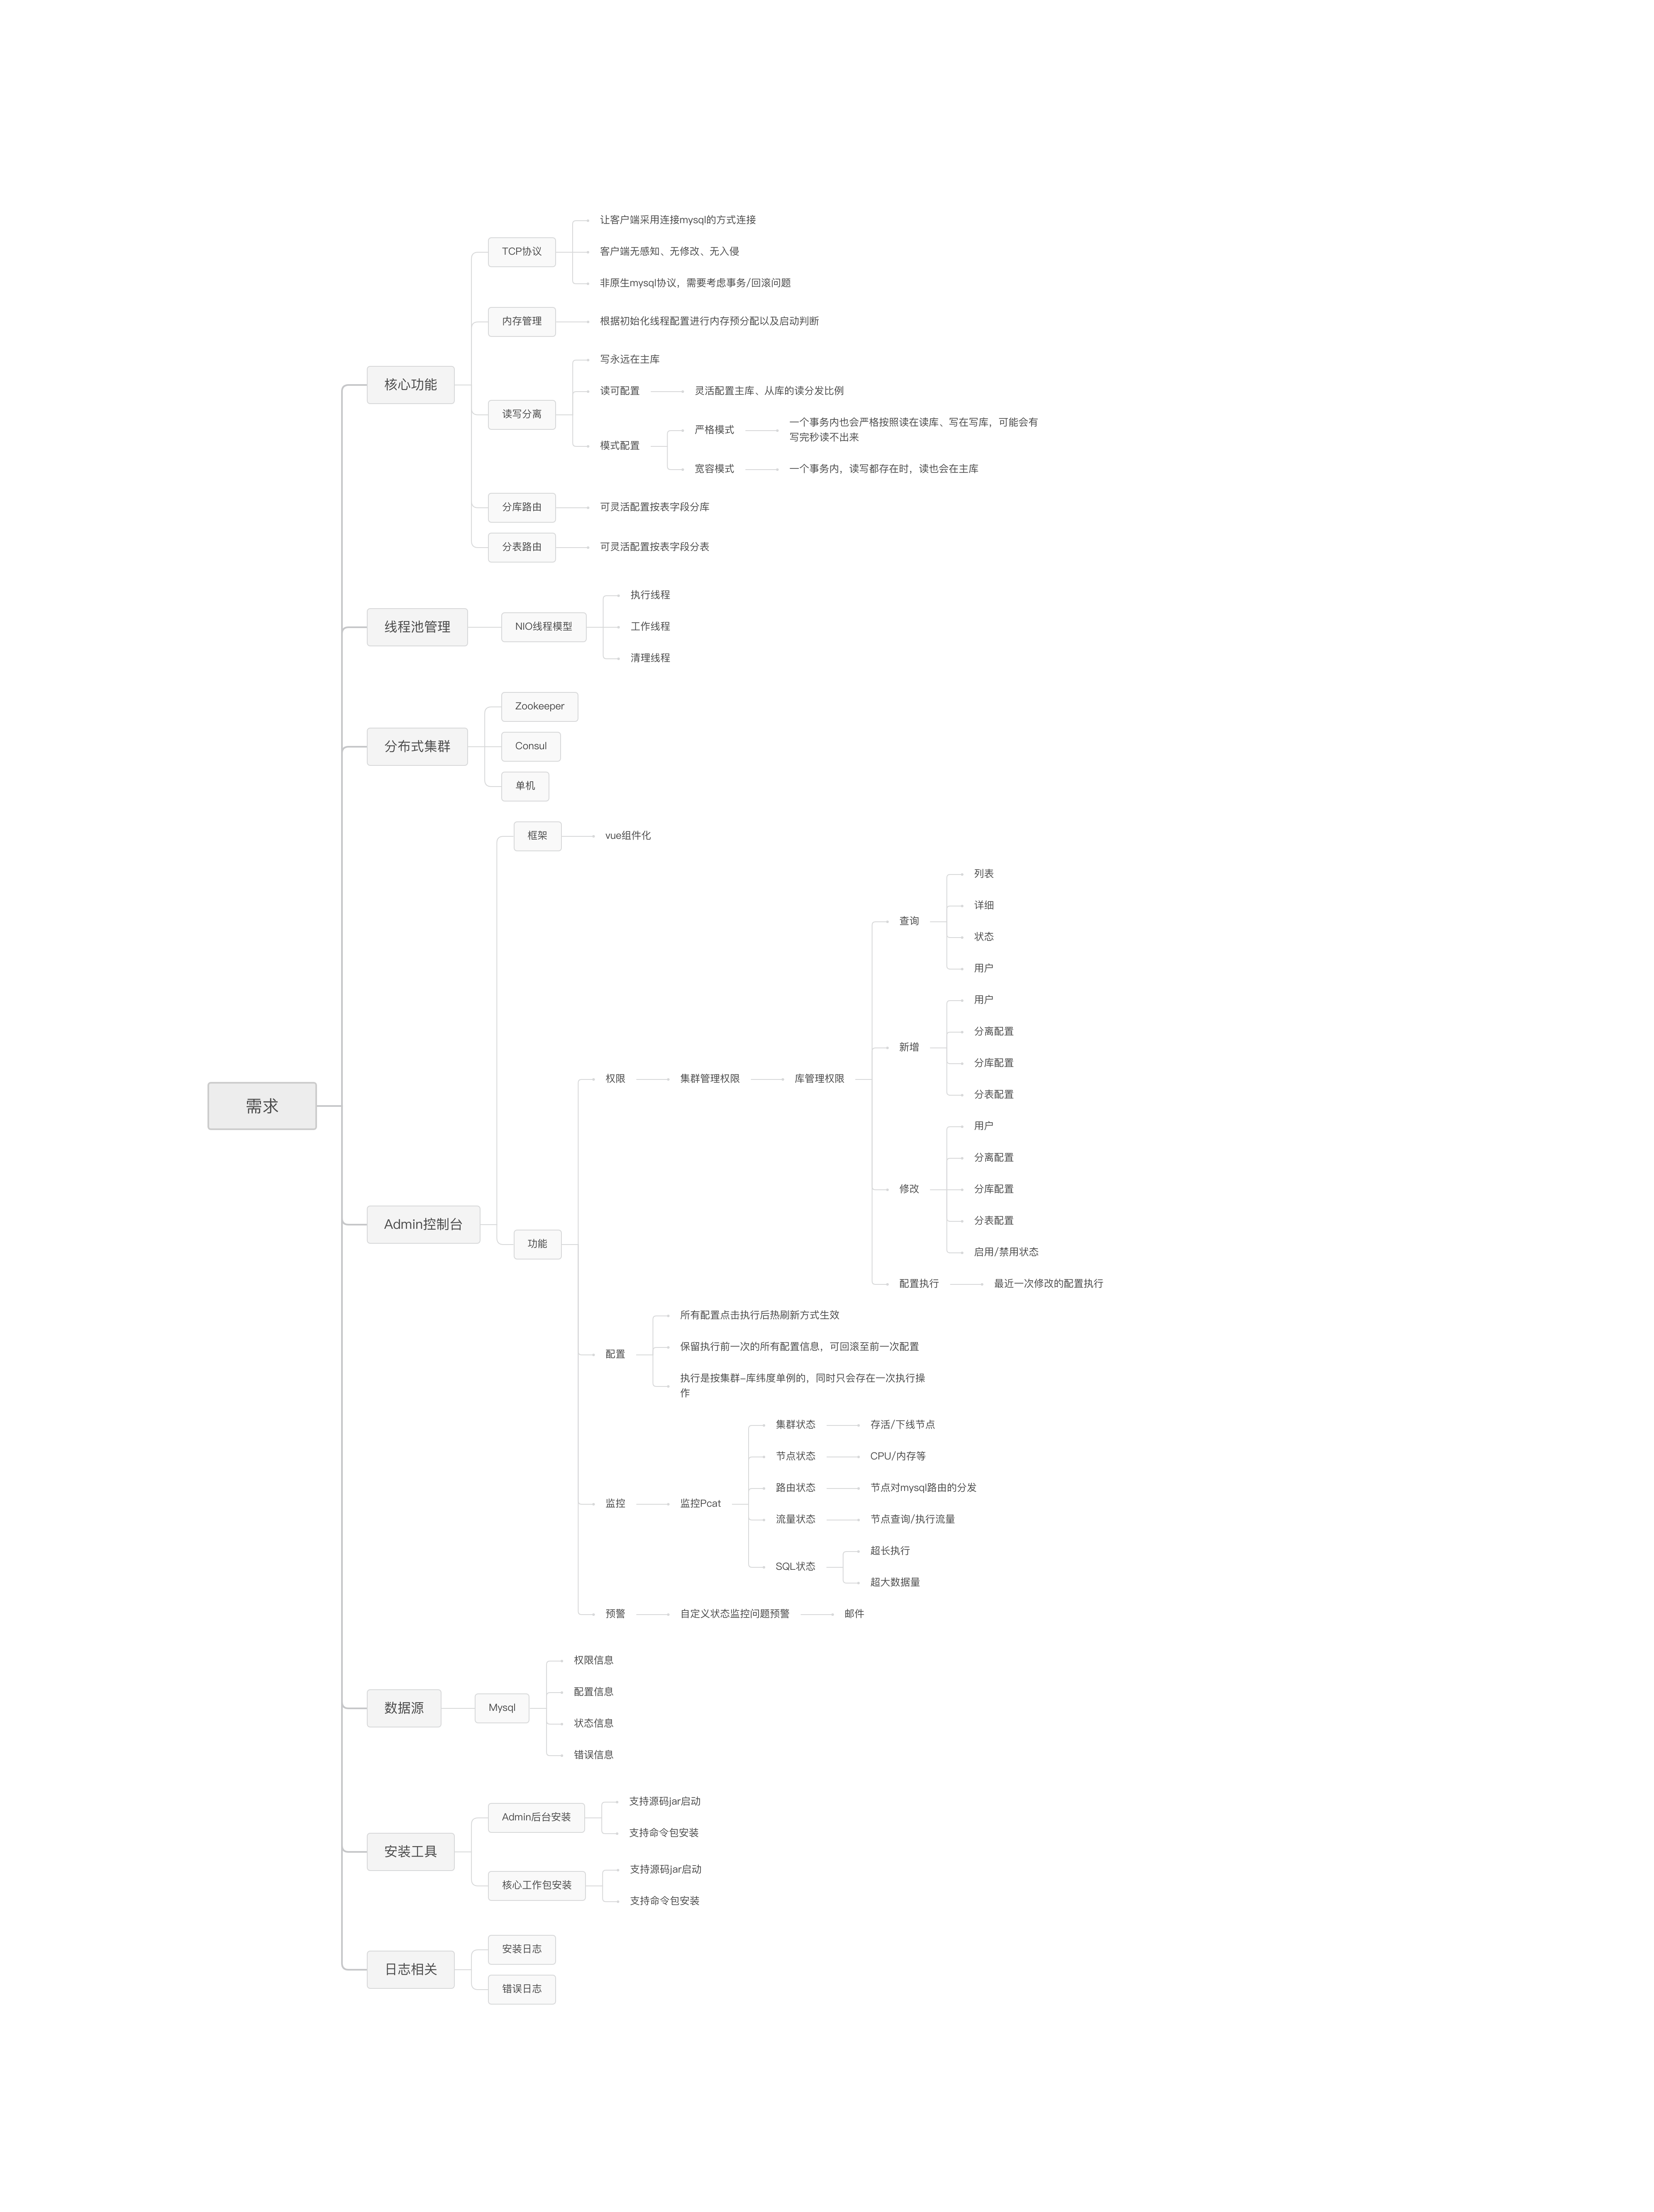 需求
核心功能
TCP协议
让客户端采用连接mysql的方式连接
客户端无感知、无修改、无入侵
非原生mysql协议，需要考虑事务/回滚问题
内存管理
根据初始化线程配置进行内存预分配以及启动判断
读写分离
写永远在主库
读可配置
灵活配置主库、从库的读分发比例
模式配置
严格模式
一个事务内也会严格按照读在读库、写在写库，可能会有
写完秒读不出来
宽容模式
一个事务内，读写都存在时，读也会在主库
分库路由
可灵活配置按表字段分库
分表路由
可灵活配置按表字段分表
线程池管理
NIO线程模型
执行线程
工作线程
清理线程
分布式集群
Zookeeper
Consul
单机
Admin控制台
框架
vue组件化
功能
权限
集群管理权限
库管理权限
查询
列表
详细
状态
用户
新增
用户
分离配置
分库配置
分表配置
修改
用户
分离配置
分库配置
分表配置
启用/禁用状态
配置执行
最近一次修改的配置执行
配置
所有配置点击执行后热刷新方式生效
保留执行前一次的所有配置信息，可回滚至前一次配置
执行是按集群-库纬度单例的，同时只会存在一次执行操
作
监控
监控Pcat
集群状态
存活/下线节点
节点状态
CPU/内存等
路由状态
节点对mysql路由的分发
流量状态
节点查询/执行流量
SQL状态
超长执行
超大数据量
预警
自定义状态监控问题预警
邮件
数据源
Mysql
权限信息
配置信息
状态信息
错误信息
安装工具
Admin后台安装
支持源码jar启动
支持命令包安装
核心工作包安装
支持源码jar启动
支持命令包安装
日志相关
安装日志
错误日志